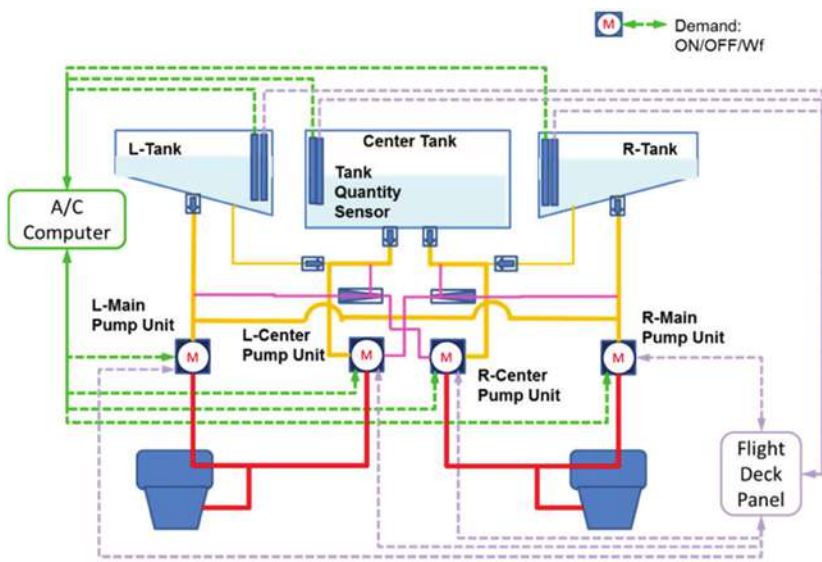 M
Demand:
ON/OFF/Wf
L-Tank
Center Tank
R-Tank
Tank
Quantity
Sensor
A/C
Computer
L-Main
Pump Unit
L-Center
Pump Unit
R-Main
Pump Unit
M
M
M
M
R-Center
Pump Unit
Flight
Deck
Panel